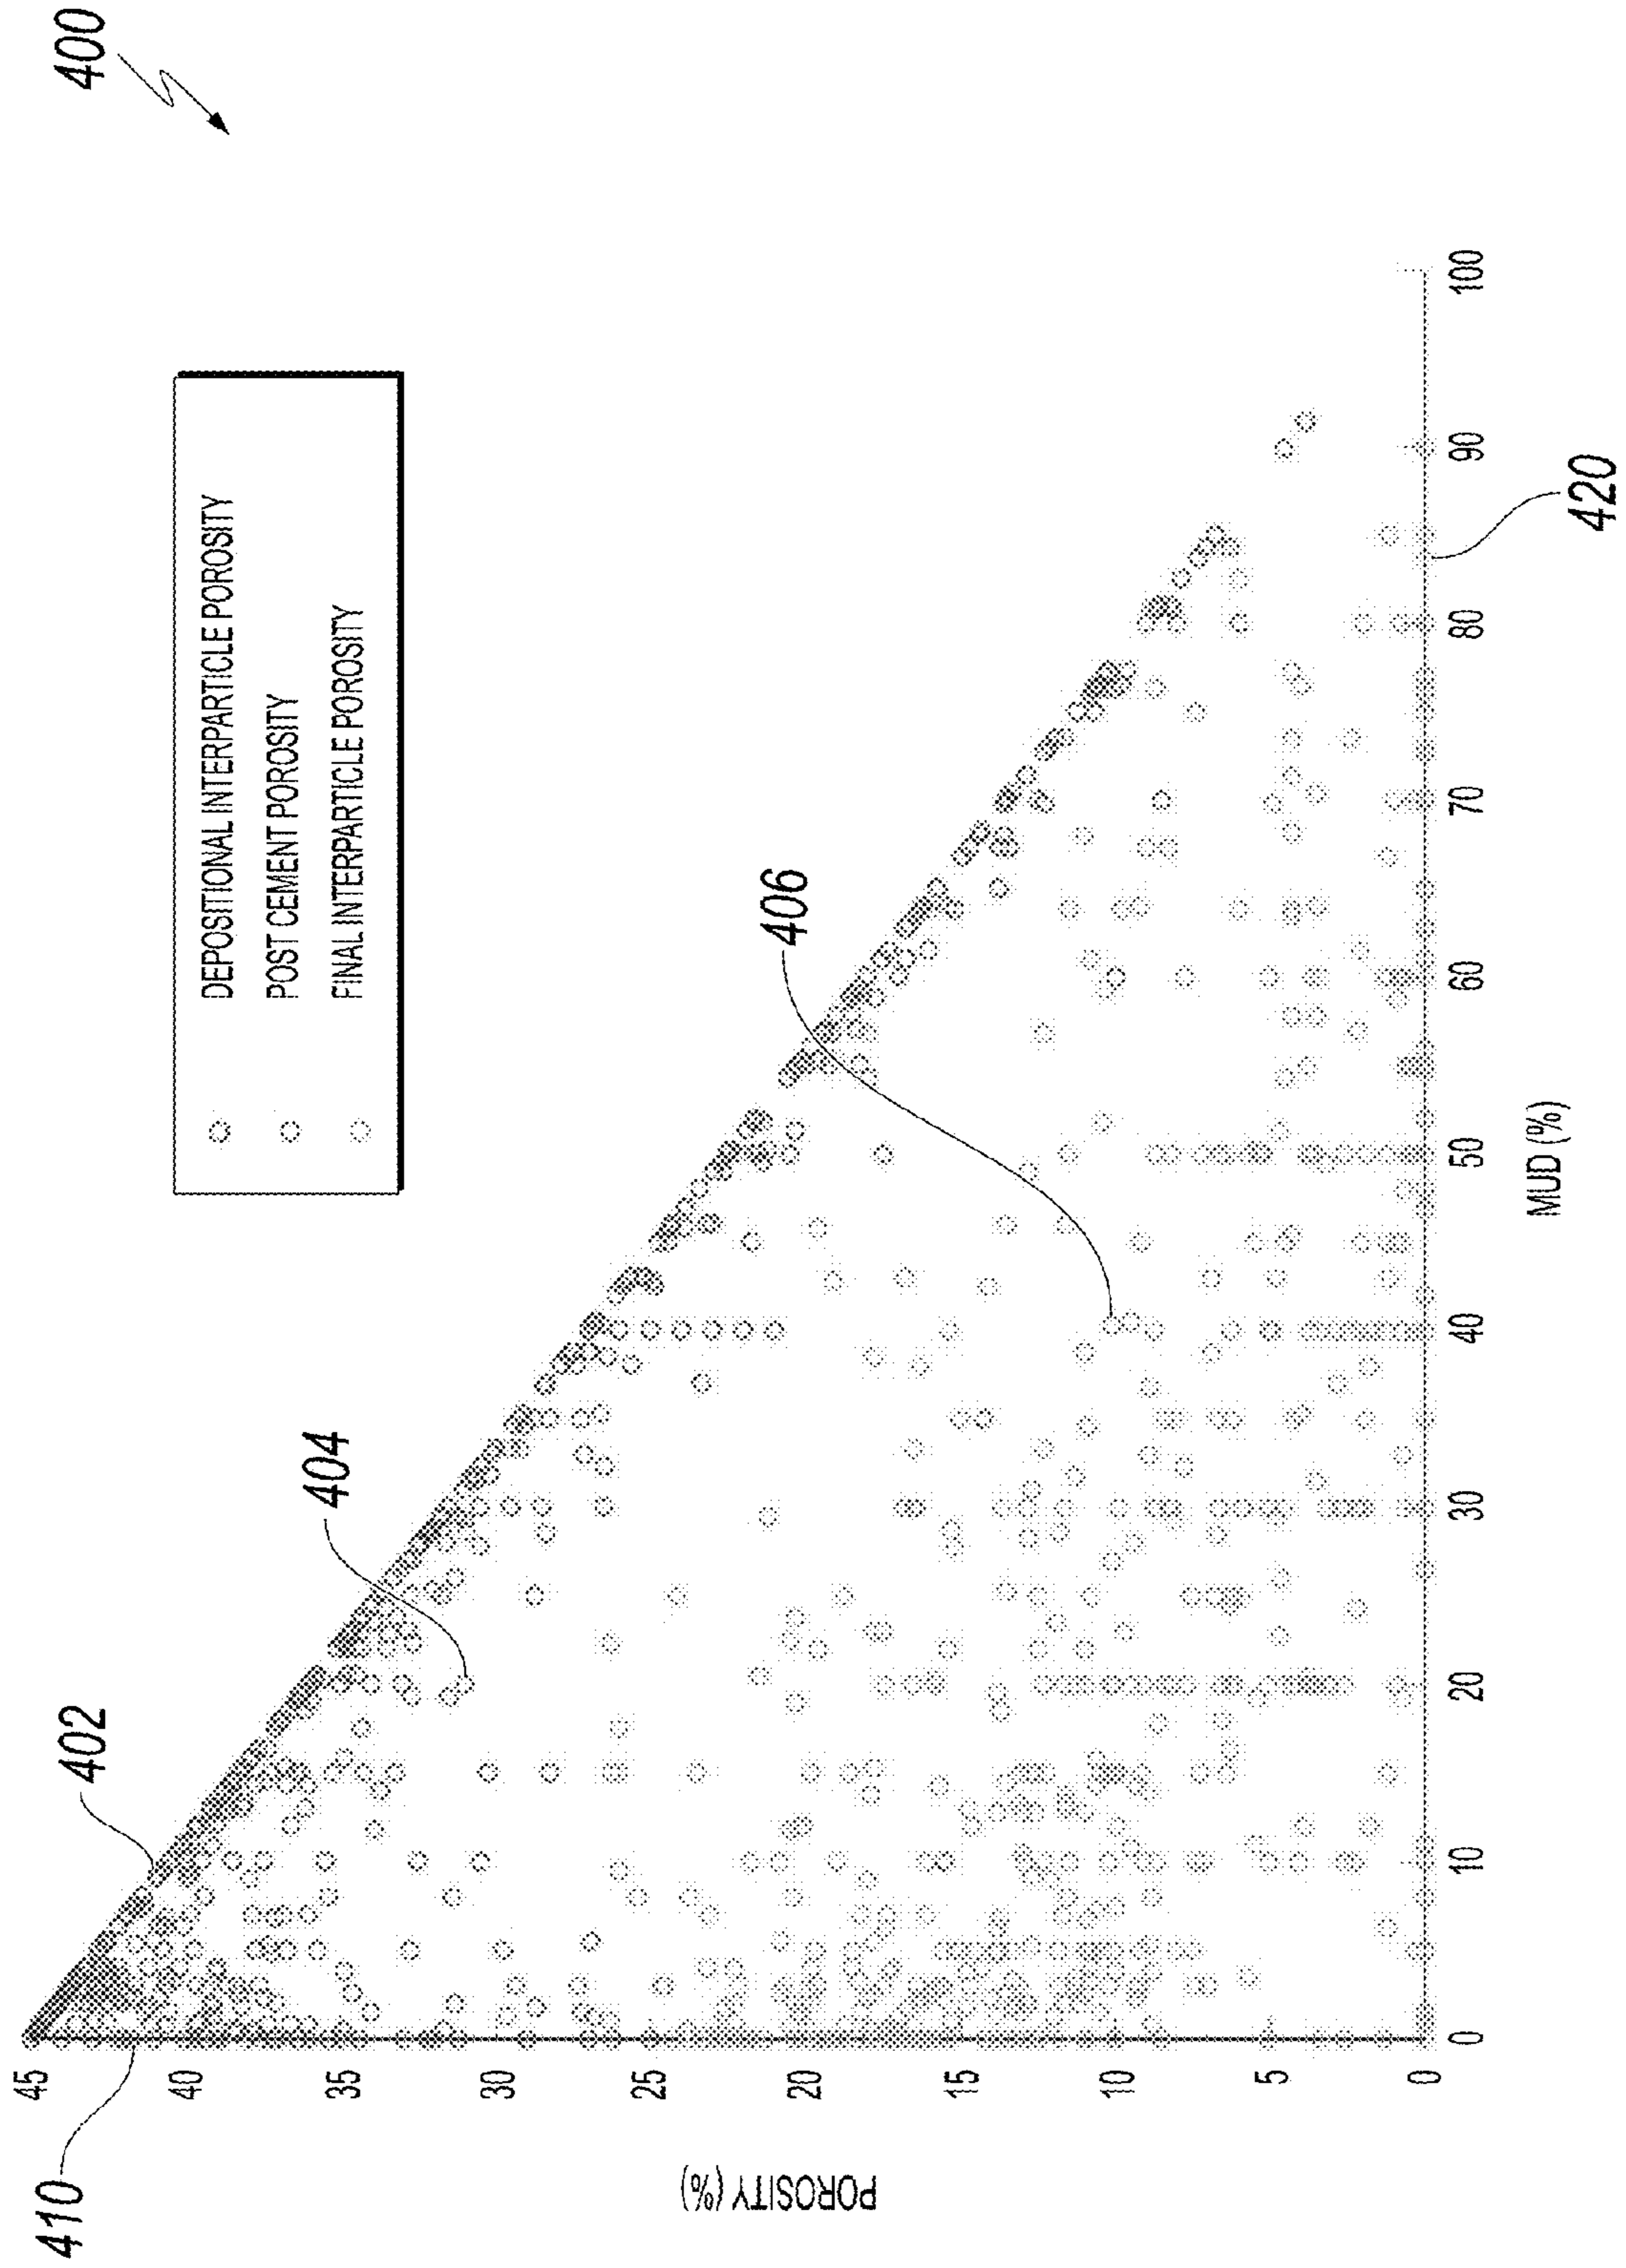 400
DEPOSITIONAL INTERPARTICLE POROSITY
POST CEMENT POROSITY
FINAL INTERPARTICLE POROSITY
402
404
406
410
420
POROSITY (%)
45
40
35
30
25
20
15
10
5
0
0 10 20 30 40 50 60 70 80 90 100
MUD (%)